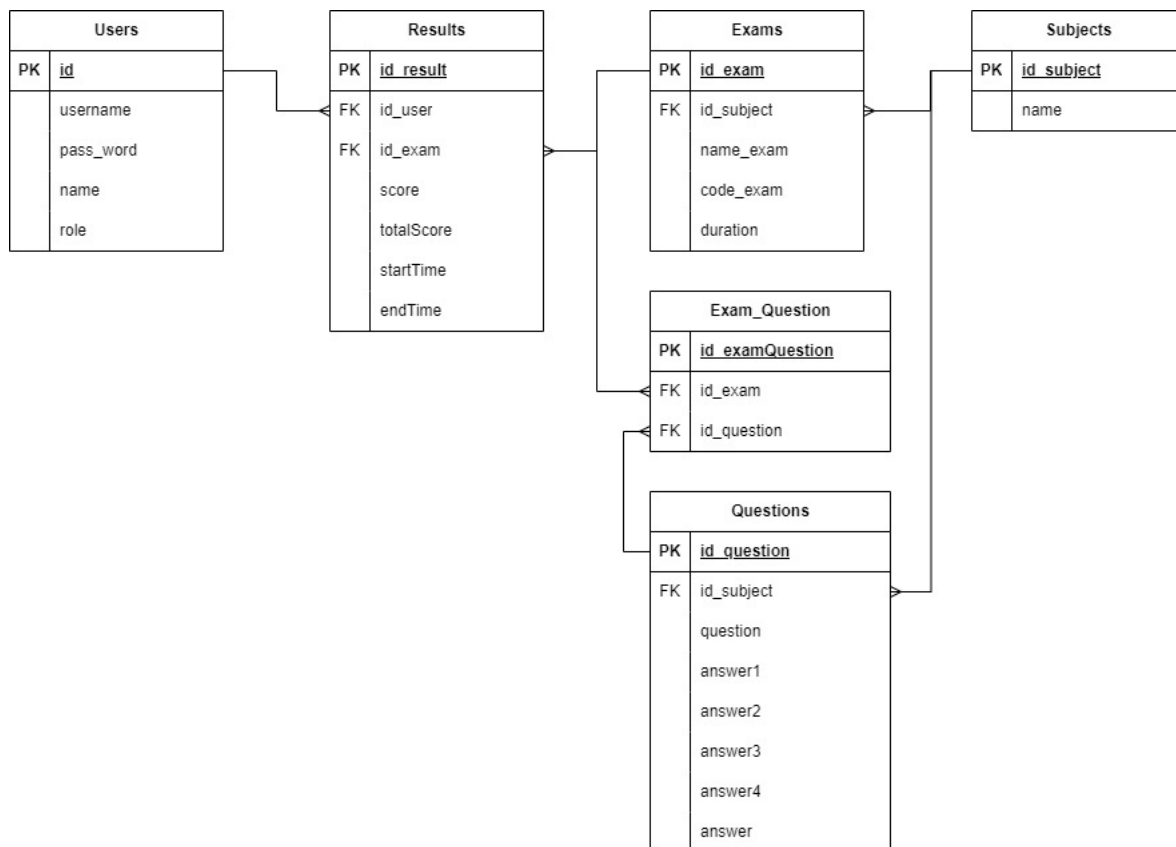 Users
PK id
username
pass_word
name
role
Results
PK id_result
FK id_user
FK id_exam
score
totalScore
startTime
endTime
Exams
PK id_exam
FK id_subject
name_exam
code_exam
duration
Subjects
PK id_subject
name
Exam_Question
PK id_examQuestion
FK id_exam
FK id_question
Questions
PK id_question
FK id_subject
question
answer1
answer2
answer3
answer4
answer